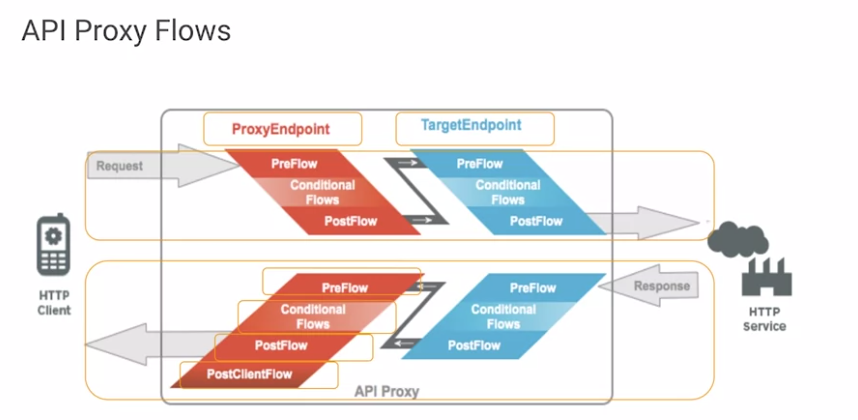 API Proxy Flows
ProxyEndpoint
TargetEndpoint
Request
PreFlow
Conditional
Flows
PostFlow
PreFlow
Conditional
Flows
PostFlow
HTTP
Client
PreFlow
Conditional
Flows
PostFlow
PostClientFlow
PreFlow
Conditional
Flows
PostFlow
Response
HTTP
Service
API Proxy